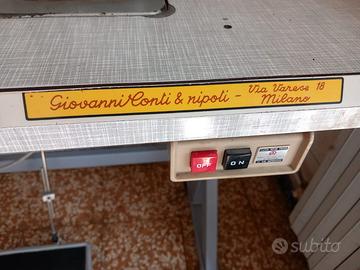 Giovanni Conti & nipoti - Via Varese 18
Milano
OFF
ON
subito